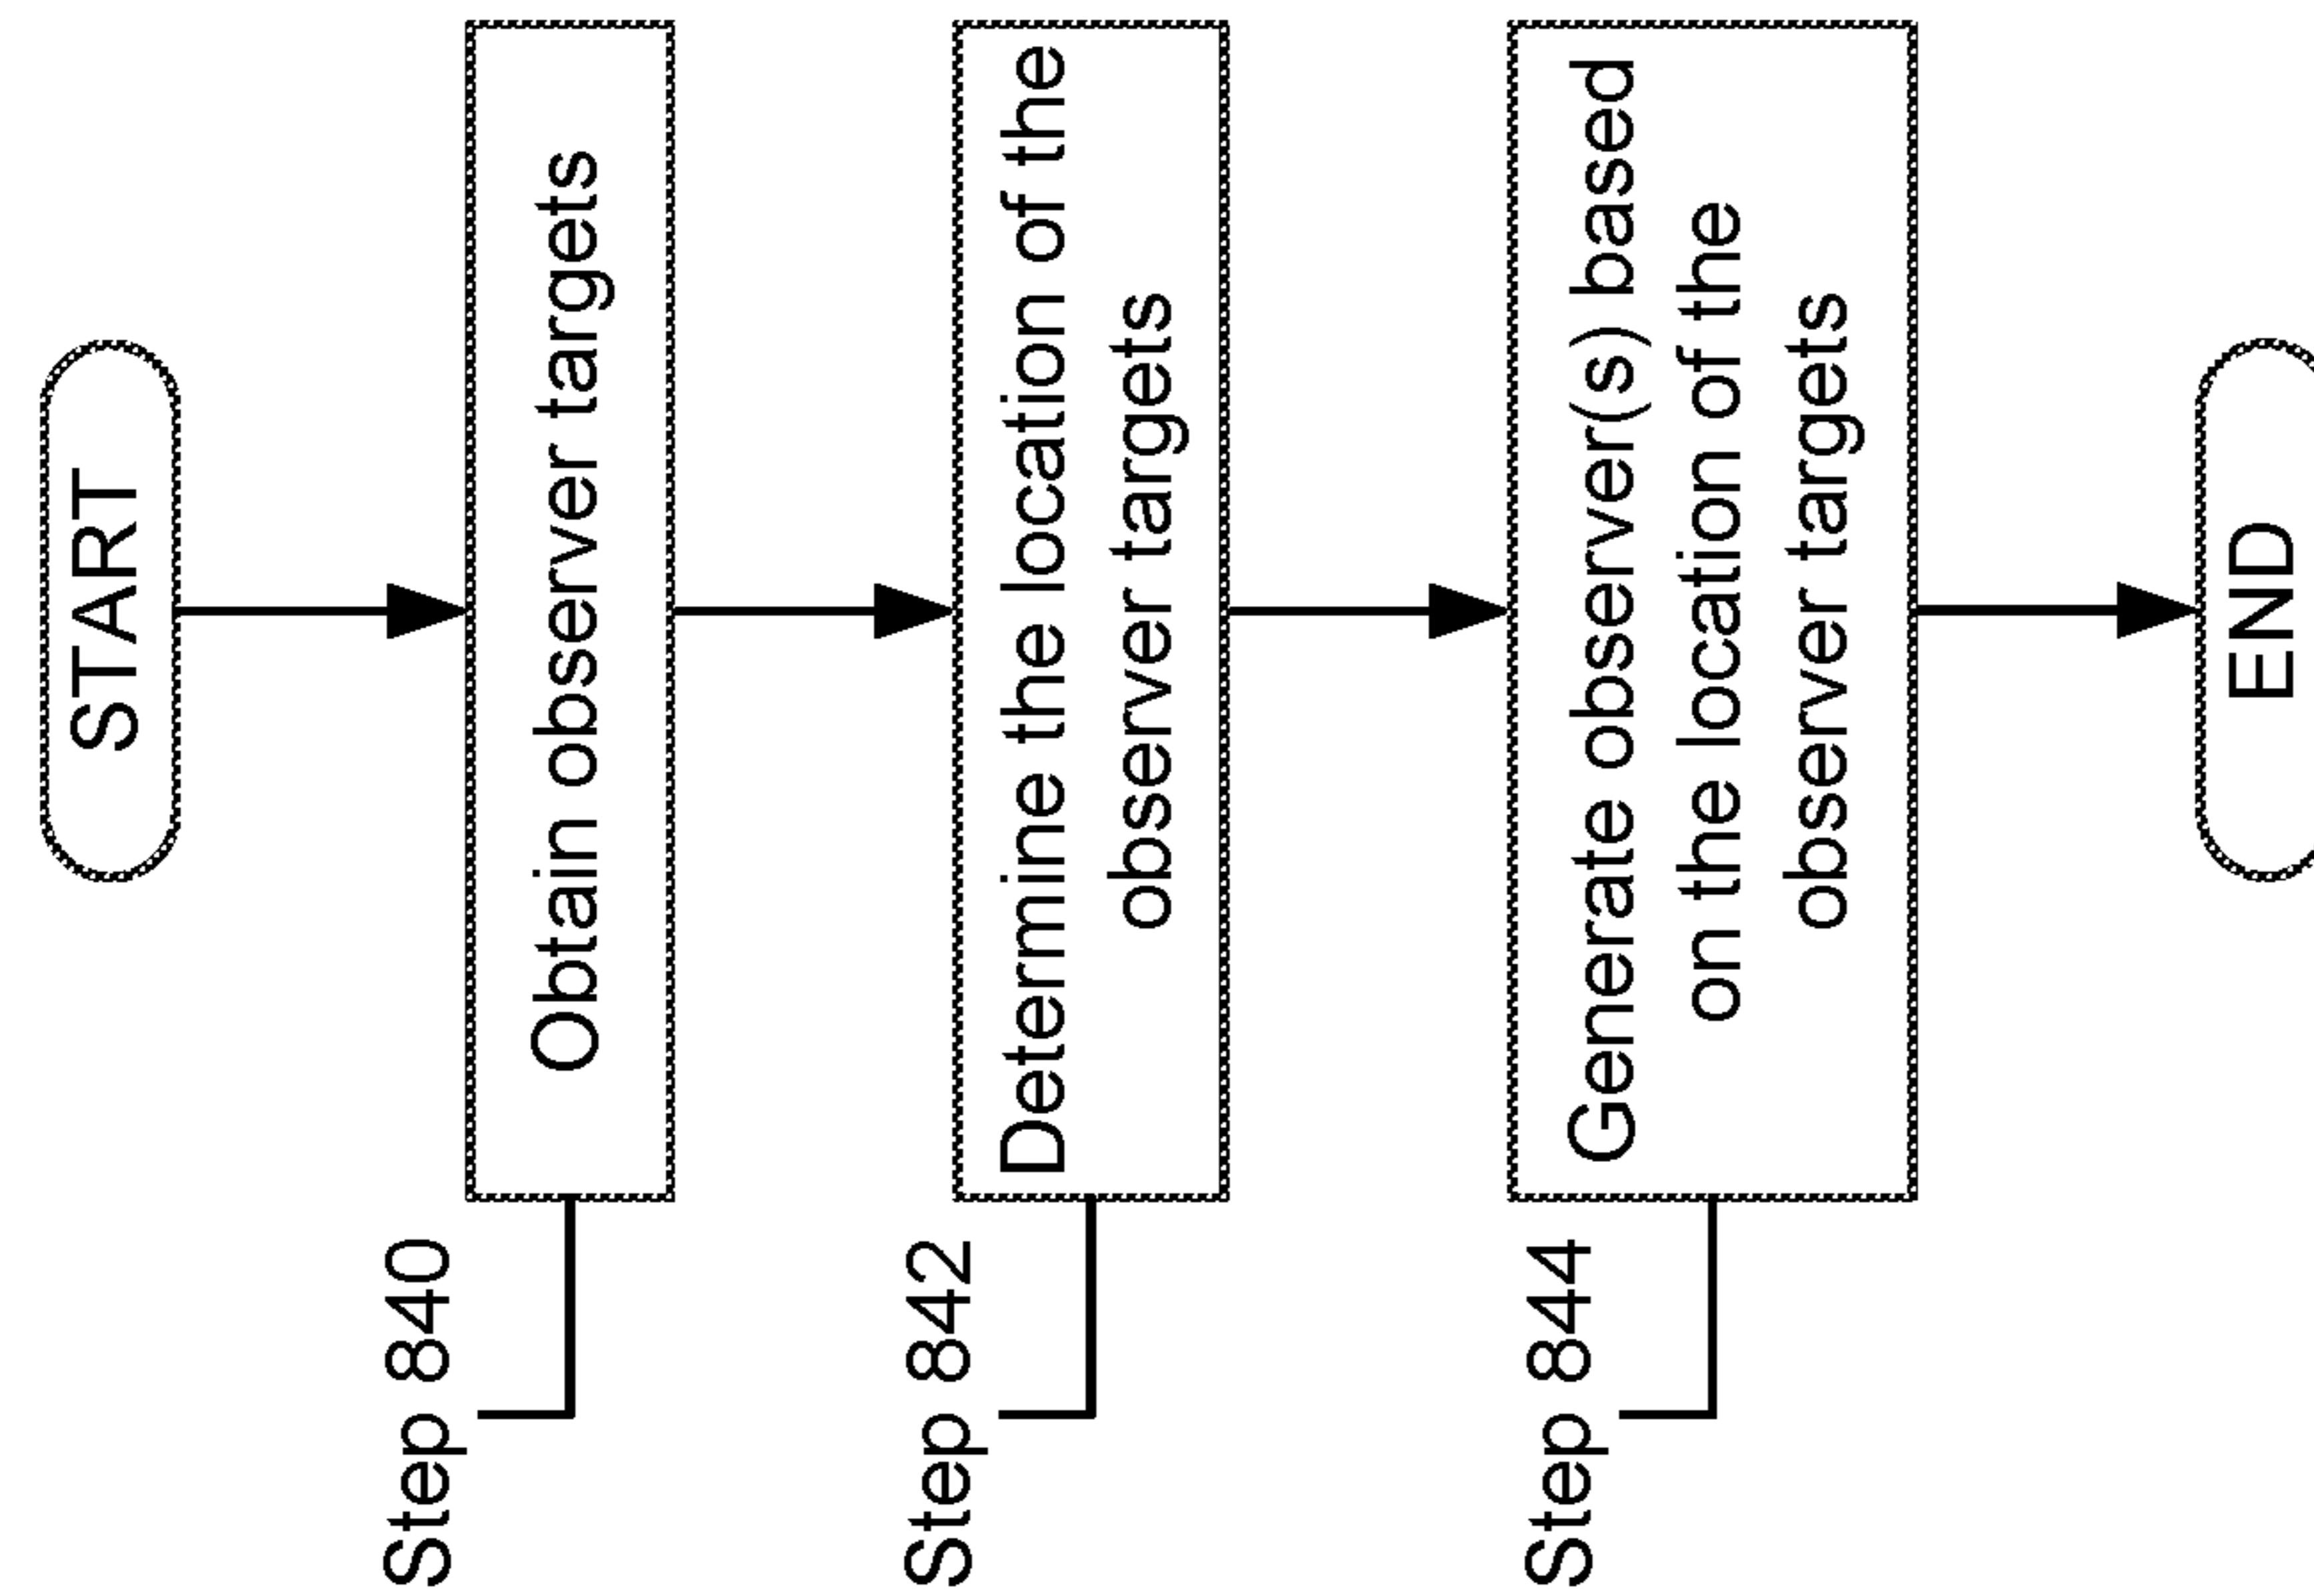 START
Step 840
Obtain observer targets
Step 842
Determine the location of the
observer targets
Step 844
Generate observer(s) based
on the location of the
observer targets
END